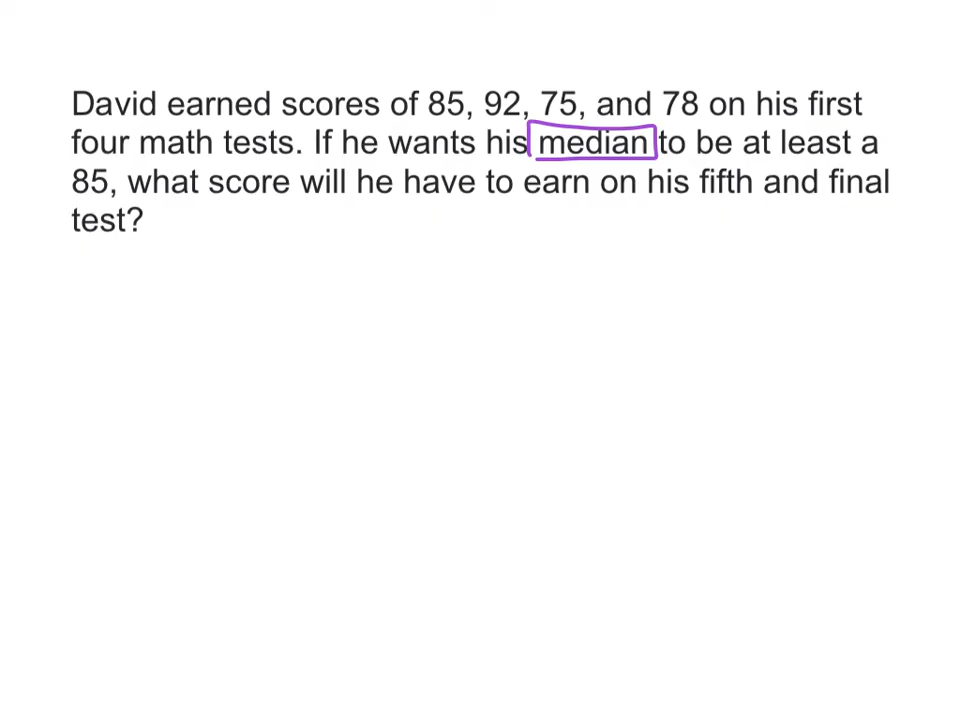 David earned scores of 85, 92, 75, and 78 on his first
four math tests. If he wants his median to be at least a
85, what score will he have to earn on his fifth and final
test?